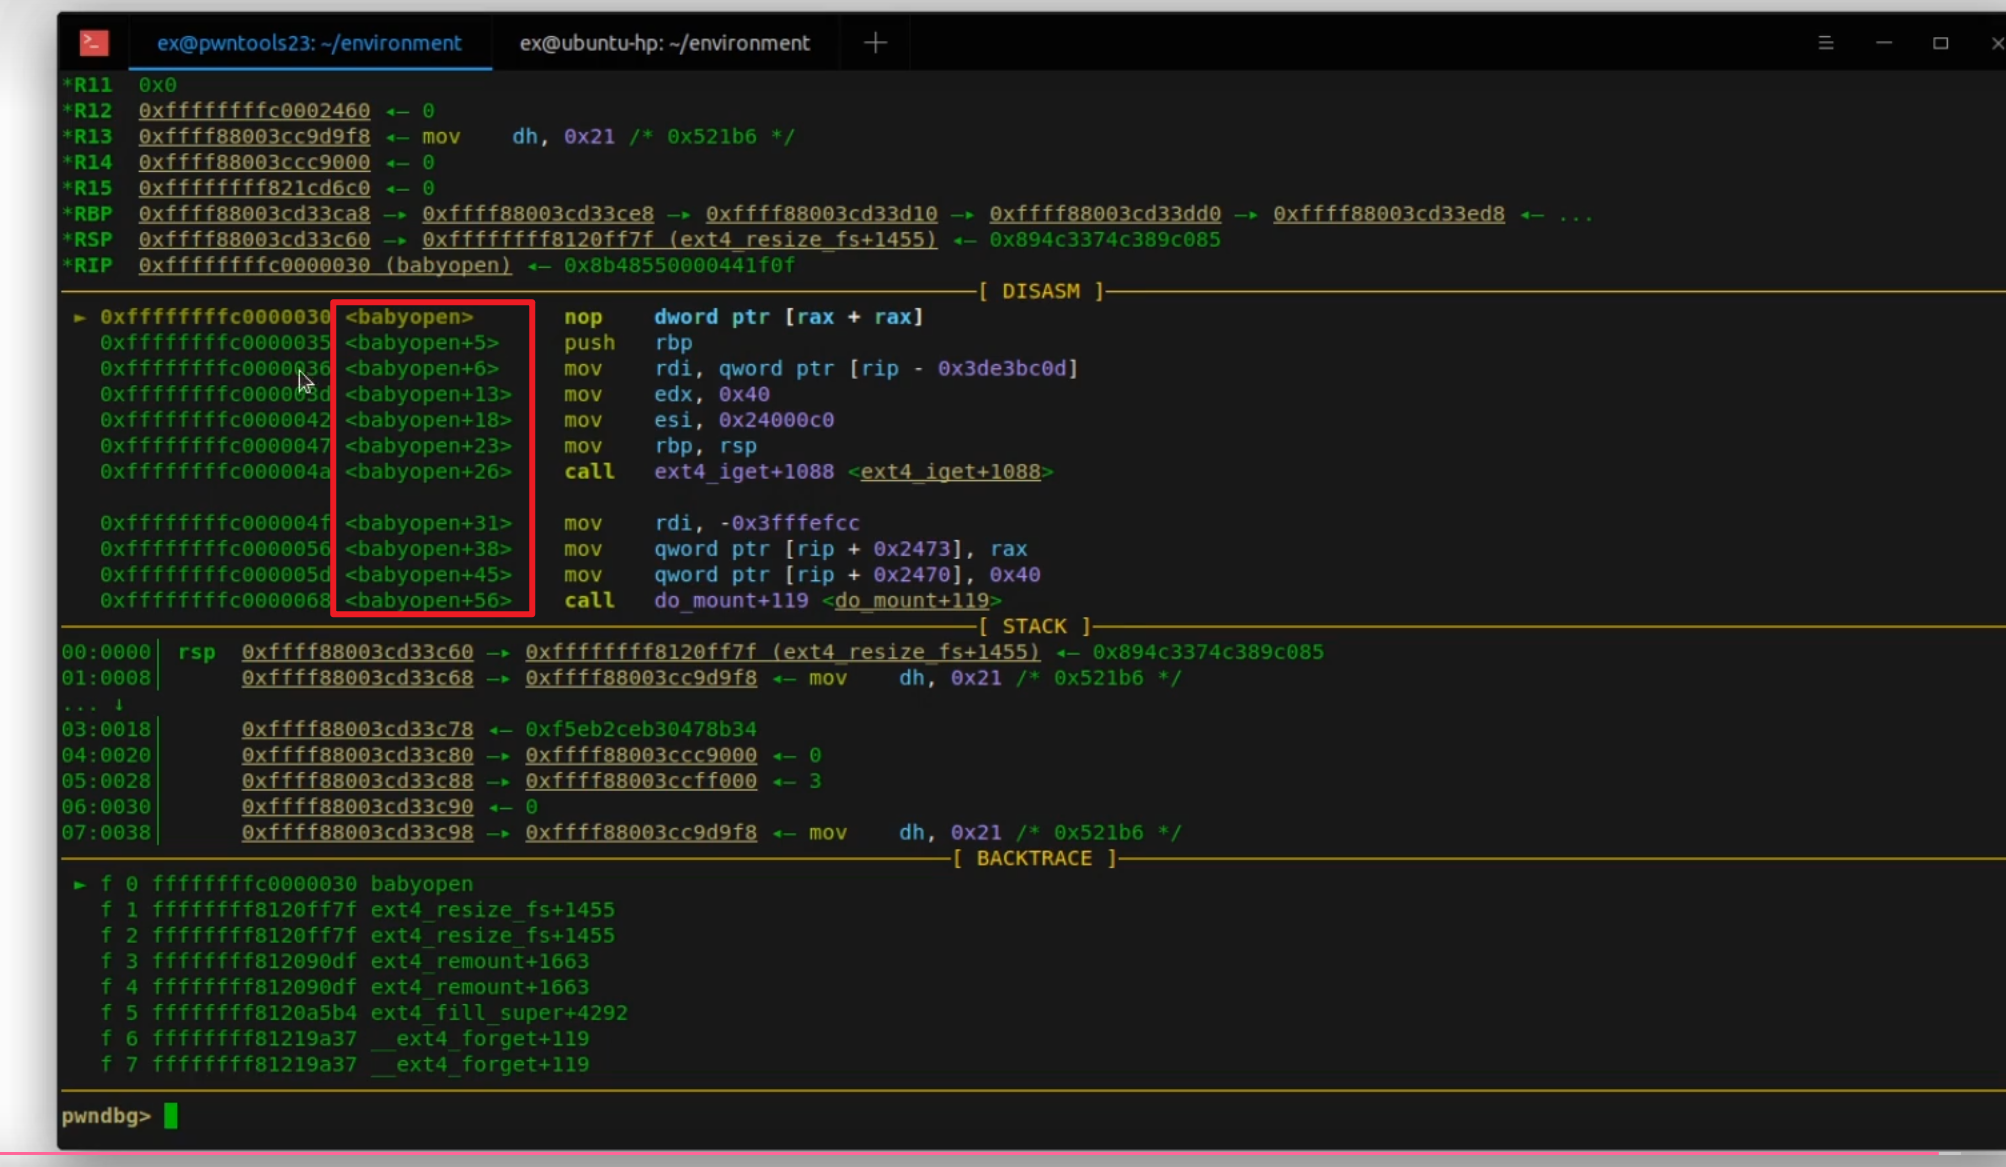 ex@pwntools23: ~/environment ex@ubuntu-hp: ~/environment
*R11 0x0
*R12 0xffffffffc0002460 ◂— 0
*R13 0xffff88003cc9d9f8 ◂— mov dh, 0x21 /* 0x521b6 */
*R14 0xffff88003ccc9000 ◂— 0
*R15 0xffffffff821cd6c0 ◂— 0
*RBP 0xffff88003cd33ca8 —▸ 0xffff88003cd33ce8 —▸ 0xffff88003cd33d10 —▸ 0xffff88003cd33dd0 —▸ 0xffff88003cd33ed8 ◂— ...
*RSP 0xffff88003cd33c60 —▸ 0xffffffff8120ff7f (ext4_resize_fs+1455) ◂— 0x894c3374c389c085
*RIP 0xffffffffc0000030 (babyopen) ◂— 0x8b48550000441f0f
[ DISASM ]
► 0xffffffffc0000030 <babyopen> nop dword ptr [rax + rax]
0xffffffffc0000035 <babyopen+5> push rbp
0xffffffffc0000036 <babyopen+6> mov rdi, qword ptr [rip - 0x3de3bc0d]
0xffffffffc000003d <babyopen+13> mov edx, 0x40
0xffffffffc0000042 <babyopen+18> mov esi, 0x24000c0
0xffffffffc0000047 <babyopen+23> mov rbp, rsp
0xffffffffc000004a <babyopen+26> call ext4_iget+1088 <ext4_iget+1088>
0xffffffffc000004f <babyopen+31> mov rdi, -0x3fffefcc
0xffffffffc0000056 <babyopen+38> mov qword ptr [rip + 0x2473], rax
0xffffffffc000005d <babyopen+45> mov qword ptr [rip + 0x2470], 0x40
0xffffffffc0000068 <babyopen+56> call do_mount+119 <do_mount+119>
[ STACK ]
00:0000│ rsp 0xffff88003cd33c60 —▸ 0xffffffff8120ff7f (ext4_resize_fs+1455) ◂— 0x894c3374c389c085
01:0008│ 0xffff88003cd33c68 —▸ 0xffff88003cc9d9f8 ◂— mov dh, 0x21 /* 0x521b6 */
... ↓
03:0018│ 0xffff88003cd33c78 ◂— 0xf5eb2ceb30478b34
04:0020│ 0xffff88003cd33c80 —▸ 0xffff88003ccc9000 ◂— 0
05:0028│ 0xffff88003cd33c88 —▸ 0xffff88003ccff000 ◂— 3
06:0030│ 0xffff88003cd33c90 ◂— 0
07:0038│ 0xffff88003cd33c98 —▸ 0xffff88003cc9d9f8 ◂— mov dh, 0x21 /* 0x521b6 */
[ BACKTRACE ]
► f 0 ffffffffc0000030 babyopen
f 1 ffffffff8120ff7f ext4_resize_fs+1455
f 2 ffffffff8120ff7f ext4_resize_fs+1455
f 3 ffffffff812090df ext4_remount+1663
f 4 ffffffff812090df ext4_remount+1663
f 5 ffffffff8120a5b4 ext4_fill_super+4292
f 6 ffffffff81219a37 __ext4_forget+119
f 7 ffffffff81219a37 __ext4_forget+119
pwndbg>